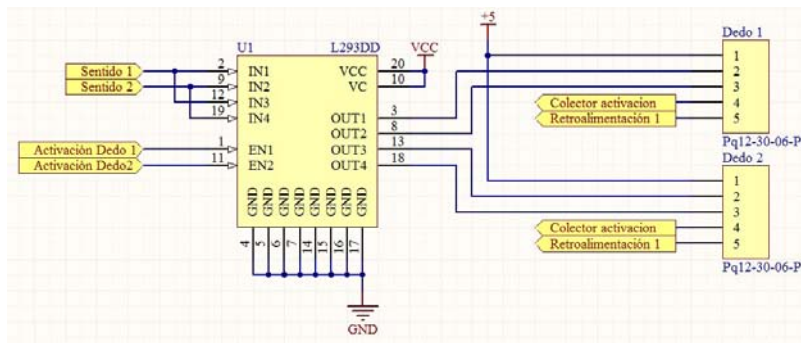 +5
Dedo 1
U1 L293DD
VCC
Sentido 1
Sentido 2
2
9
12
19
IN1
IN2
IN3
IN4
VCC
VC
20
10
OUT1
OUT2
OUT3
OUT4
3
8
13
18
Activación Dedo 1
Activación Dedo2
1
11
EN1
EN2
GND GND GND GND GND GND GND GND
4 5 6 7 14 15 16 17
GND
1
2
3
4
5
Colector activacion
Retroalimentación 1
Pq12-30-06-P
Dedo 2
1
2
3
4
5
Colector activacion
Retroalimentación 1
Pq12-30-06-P